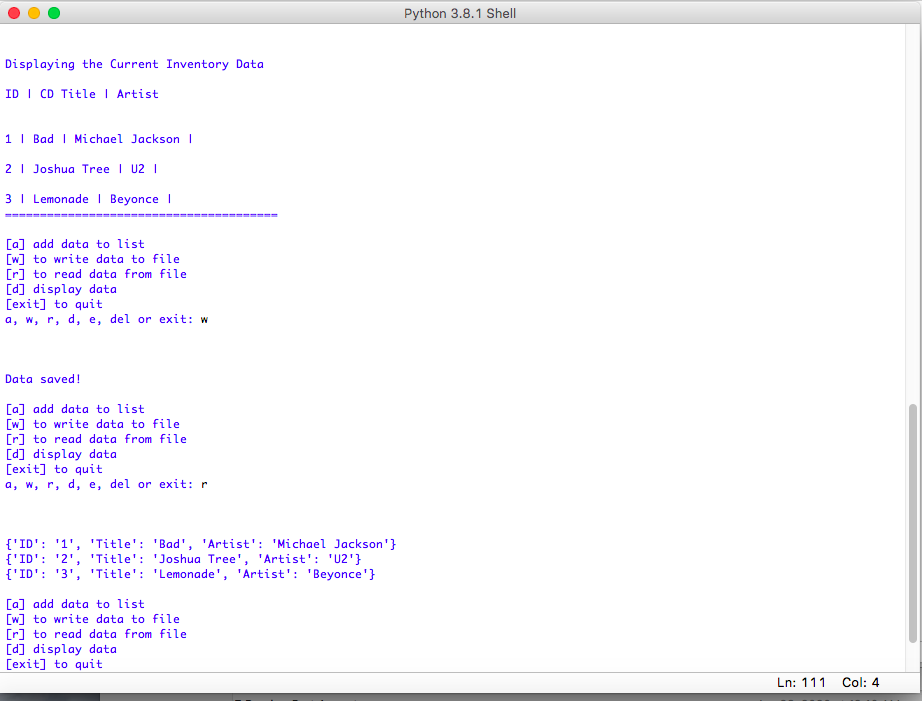 Python 3.8.1 Shell
Displaying the Current Inventory Data
ID | CD Title | Artist
1 | Bad | Michael Jackson |
2 | Joshua Tree | U2 |
3 | Lemonade | Beyonce |
=======================================
[a] add data to list
[w] to write data to file
[r] to read data from file
[d] display data
[exit] to quit
a, w, r, d, e, del or exit: w
Data saved!
[a] add data to list
[w] to write data to file
[r] to read data from file
[d] display data
[exit] to quit
a, w, r, d, e, del or exit: r
{'ID': '1', 'Title': 'Bad', 'Artist': 'Michael Jackson'}
{'ID': '2', 'Title': 'Joshua Tree', 'Artist': 'U2'}
{'ID': '3', 'Title': 'Lemonade', 'Artist': 'Beyonce'}
[a] add data to list
[w] to write data to file
[r] to read data from file
[d] display data
[exit] to quit
Ln: 111 Col: 4